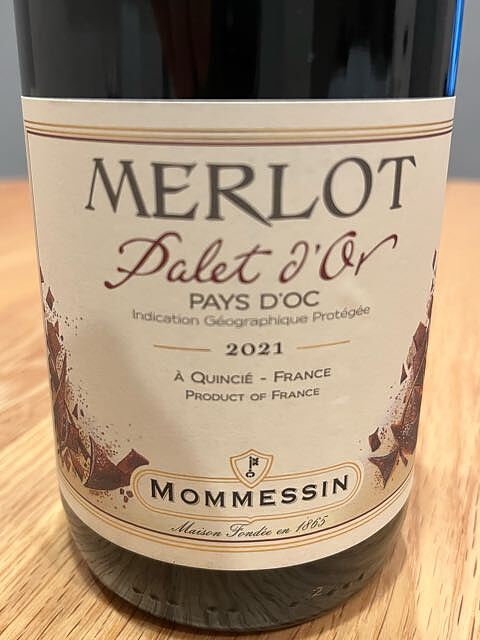 MERLOT
Palet d'Or
PAYS D'OC
Indication Géographique Protégée
2021
À QUINCIÉ - FRANCE
PRODUCT OF FRANCE
MOMMESSIN
Maison Fondée en 1865